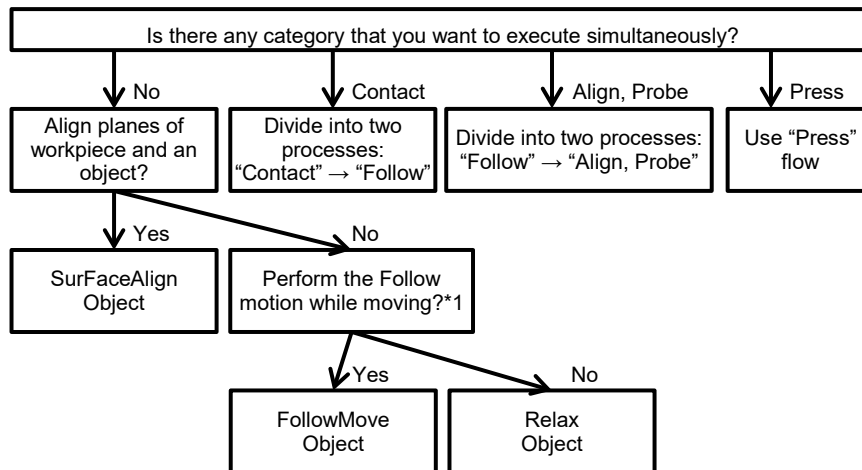 Is there any category that you want to execute simultaneously?
No
Contact
Align, Probe
Press
Align planes of
workpiece and an
object?
Divide into two
processes:
“Contact” → “Follow”
Divide into two processes:
“Follow” → “Align, Probe”
Use “Press”
flow
Yes
No
SurFaceAlign
Object
Perform the Follow
motion while moving?*1
Yes
No
FollowMove
Object
Relax
Object